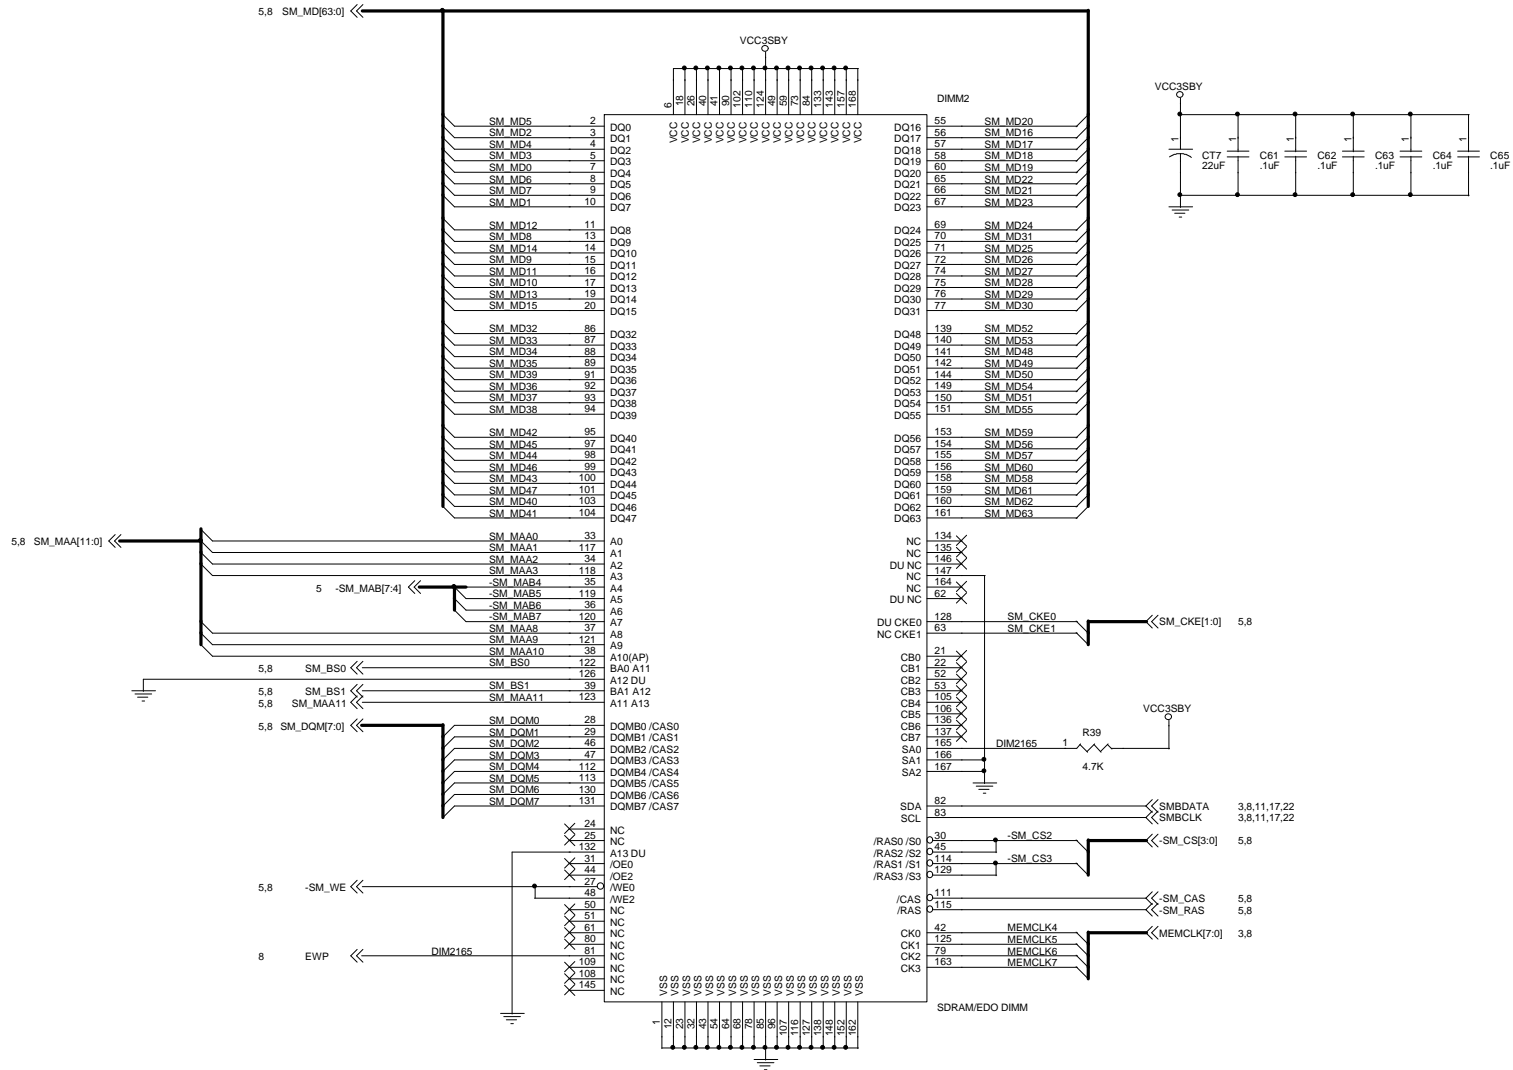 5,8 SM_MD[63:0]
VCC3SBY
6 18 26 40 41 90 102 110 124 49 59 73 84 133 143 157 168
VCC VCC VCC VCC VCC VCC VCC VCC VCC VCC VCC VCC VCC VCC VCC VCC VCC
DIMM2
VCC3SBY
1 1 1 1 1 1
CT7 C61 C62 C63 C64 C65
22uF .1uF .1uF .1uF .1uF .1uF
SM_MD5 2 DQ0 DQ16 55 SM_MD20
SM_MD2 3 DQ1 DQ17 56 SM_MD16
SM_MD4 4 DQ2 DQ18 57 SM_MD17
SM_MD3 5 DQ3 DQ19 58 SM_MD18
SM_MD0 7 DQ4 DQ20 60 SM_MD19
SM_MD6 8 DQ5 DQ21 65 SM_MD22
SM_MD7 9 DQ6 DQ22 66 SM_MD21
SM_MD1 10 DQ7 DQ23 67 SM_MD23
SM_MD12 11 DQ8 DQ24 69 SM_MD24
SM_MD8 13 DQ9 DQ25 70 SM_MD31
SM_MD14 14 DQ10 DQ26 71 SM_MD25
SM_MD9 15 DQ11 DQ27 72 SM_MD26
SM_MD11 16 DQ12 DQ28 74 SM_MD27
SM_MD10 17 DQ13 DQ29 75 SM_MD28
SM_MD13 19 DQ14 DQ30 76 SM_MD29
SM_MD15 20 DQ15 DQ31 77 SM_MD30
SM_MD32 86 DQ32 DQ48 139 SM_MD52
SM_MD33 87 DQ33 DQ49 140 SM_MD53
SM_MD34 88 DQ34 DQ50 141 SM_MD48
SM_MD35 89 DQ35 DQ51 142 SM_MD49
SM_MD39 91 DQ36 DQ52 144 SM_MD50
SM_MD36 92 DQ37 DQ53 149 SM_MD54
SM_MD37 93 DQ38 DQ54 150 SM_MD51
SM_MD38 94 DQ39 DQ55 151 SM_MD55
SM_MD42 95 DQ40 DQ56 153 SM_MD59
SM_MD45 97 DQ41 DQ57 154 SM_MD56
SM_MD44 98 DQ42 DQ58 155 SM_MD57
SM_MD46 99 DQ43 DQ59 156 SM_MD60
SM_MD43 100 DQ44 DQ60 158 SM_MD58
SM_MD47 101 DQ45 DQ61 159 SM_MD61
SM_MD40 103 DQ46 DQ62 160 SM_MD62
SM_MD41 104 DQ47 DQ63 161 SM_MD63
5,8 SM_MAA[11:0]
SM_MAA0 33 A0 NC 134
SM_MAA1 117 A1 NC 135
SM_MAA2 34 A2 DU NC 146
SM_MAA3 118 A3 NC 147
5 -SM_MAB[7:4]
-SM_MAB4 35 A4 NC 164
-SM_MAB5 119 A5 DU NC 62
-SM_MAB6 36 A6
-SM_MAB7 120 A7 DU CKE0 128 SM_CKE0 SM_CKE[1:0] 5,8
SM_MAA8 37 A8 NC CKE1 63 SM_CKE1
SM_MAA9 121 A9
SM_MAA10 38 A10(AP) CB0 21
5,8 SM_BS0 SM_BS0 122 BA0 A11 CB1 22
126 A12 DU CB2 52
5,8 SM_BS1 SM_BS1 39 BA1 A12 CB3 53
5,8 SM_MAA11 SM_MAA11 123 A11 A13 CB4 105
CB5 106
5,8 SM_DQM[7:0]
SM_DQM0 28 DQMB0 /CAS0 CB6 136
SM_DQM1 29 DQMB1 /CAS1 CB7 137
VCC3SBY
SM_DQM2 46 DQMB2 /CAS2 SA0 165 DIM2165 1 R39 4.7K
SM_DQM3 47 DQMB3 /CAS3 SA1 166
SM_DQM4 112 DQMB4 /CAS4 SA2 167
SM_DQM5 113 DQMB5 /CAS5
SM_DQM6 130 DQMB6 /CAS6
SM_DQM7 131 DQMB7 /CAS7 SDA 82 SMBDATA 3,8,11,17,22
SCL 83 SMBCLK 3,8,11,17,22
24 NC
25 NC /RAS0 /S0 30 -SM_CS2 -SM_CS[3:0] 5,8
132 A13 DU /RAS2 /S2 45
31 /OE0 /RAS1 /S1 114 -SM_CS3
44 /OE2 /RAS3 /S3 129
5,8 -SM_WE 27 /WE0
48 /WE2 /CAS 111 -SM_CAS 5,8
50 NC /RAS 115 -SM_RAS 5,8
51 NC
61 NC CK0 42 MEMCLK4 MEMCLK[7:0] 3,8
80 NC CK1 125 MEMCLK5
8 EWP DIM2165 81 NC CK2 79 MEMCLK6
109 NC CK3 163 MEMCLK7
108 NC
145 NC
VSS VSS VSS VSS VSS VSS VSS VSS VSS VSS VSS VSS VSS VSS VSS VSS VSS VSS
SDRAM/EDO DIMM
1 12 23 32 43 54 64 68 78 85 96 107 116 127 138 148 152 162